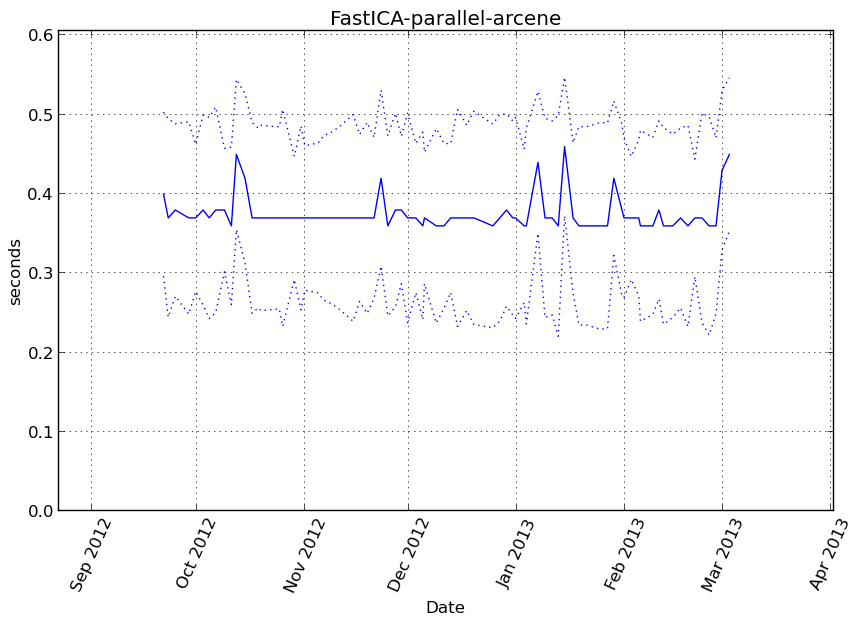 FastICA-parallel-arcene
0.6
0.5
0.4
0.3
0.2
0.1
0.0
seconds
Sep 2012
Oct 2012
Nov 2012
Dec 2012
Jan 2013
Feb 2013
Mar 2013
Apr 2013
Date